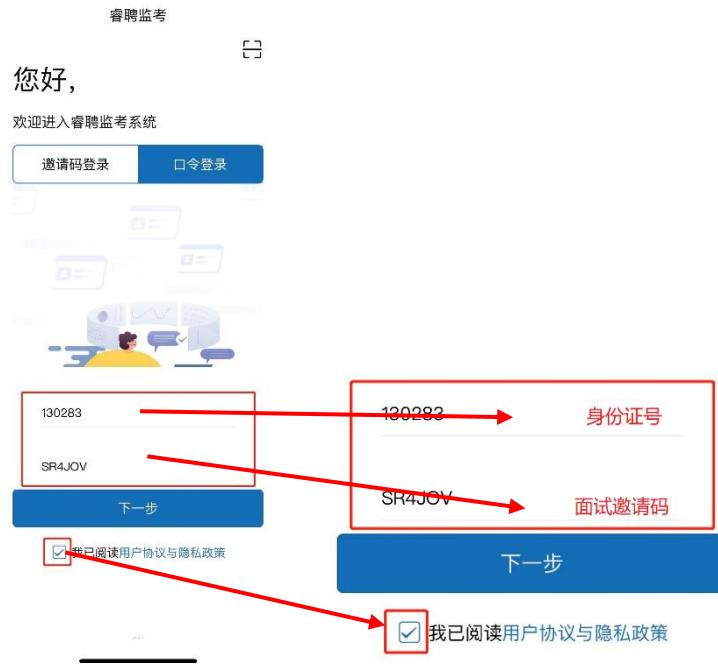 睿聘监考
您好,
欢迎进入睿聘监考系统
邀请码登录
口令登录
130283
SR4JOV
下一步
我已阅读用户协议与隐私政策
130283
身份证号
SR4JOV
面试邀请码
下一步
我已阅读用户协议与隐私政策